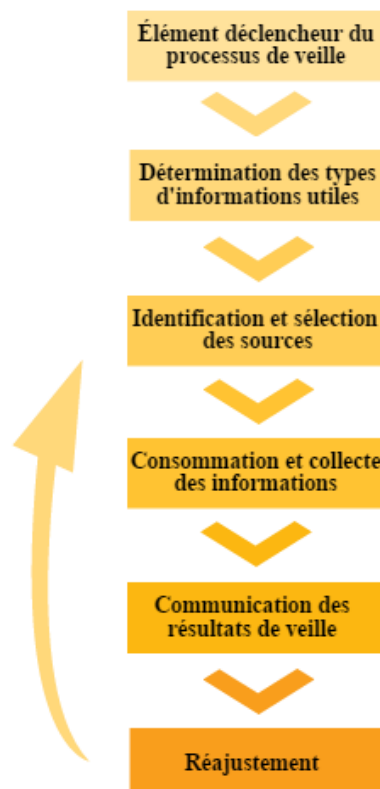 Élément déclencheur du
processus de veille
Détermination des types
d'informations utiles
Identification et sélection
des sources
Consommation et collecte
des informations
Communication des
résultats de veille
Réajustement